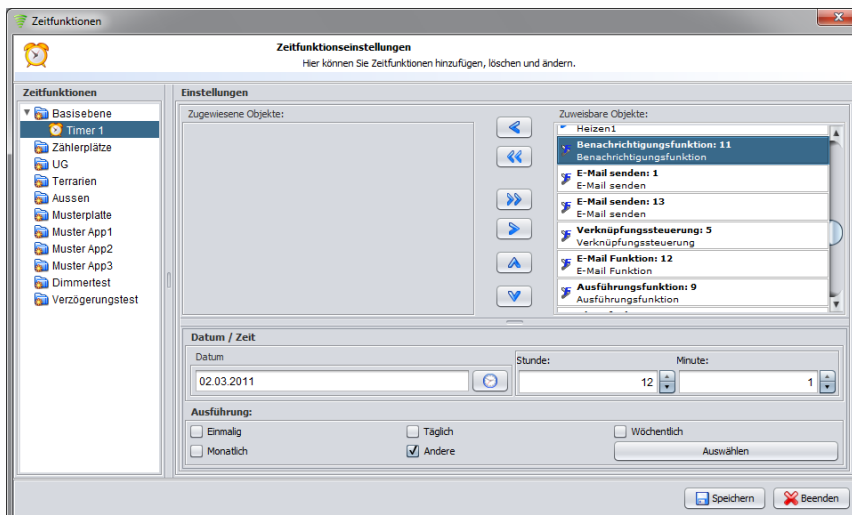 Zeitfunktionen
Zeitfunktionseinstellungen
Hier können Sie Zeitfunktionen hinzufügen, löschen und ändern.
Zeitfunktionen
Basisebene
Timer 1
Zählerplätze
UG
Terrarien
Aussen
Musterplatte
Muster App1
Muster App2
Muster App3
Dimmertest
Verzögerungstest
Einstellungen
Zugewiesene Objekte:
Zuweisbare Objekte:
Heizen1
Benachrichtigungsfunktion: 11
Benachrichtigungsfunktion
E-Mail senden: 1
E-Mail senden
E-Mail senden: 13
E-Mail senden
Verknüpfungssteuerung: 5
Verknüpfungssteuerung
E-Mail Funktion: 12
E-Mail Funktion
Ausführungsfunktion: 9
Ausführungsfunktion
Datum / Zeit
Datum
Stunde:
Minute:
02.03.2011
12
1
Ausführung:
Einmalig
Täglich
Wöchentlich
Monatlich
Andere
Auswählen
Speichern
Beenden